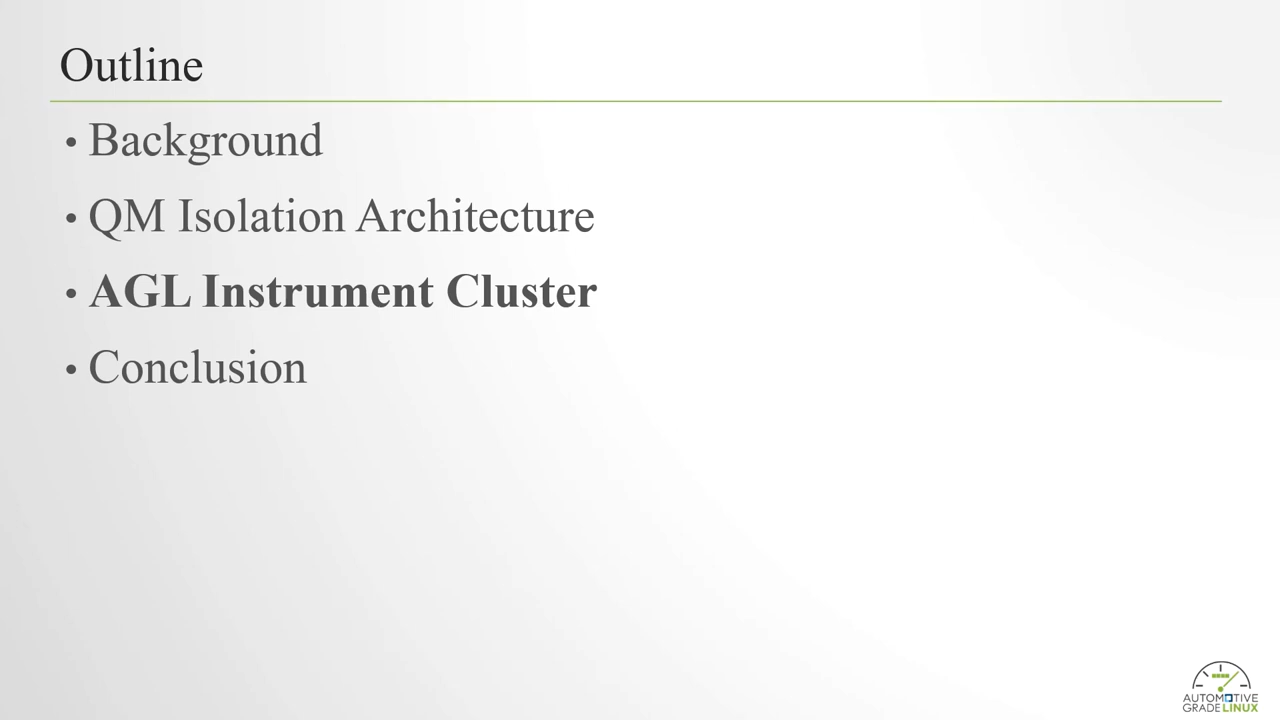 Outline
• Background
• QM Isolation Architecture
• AGL Instrument Cluster
• Conclusion
AUTOMOTIVE
GRADE LINUX